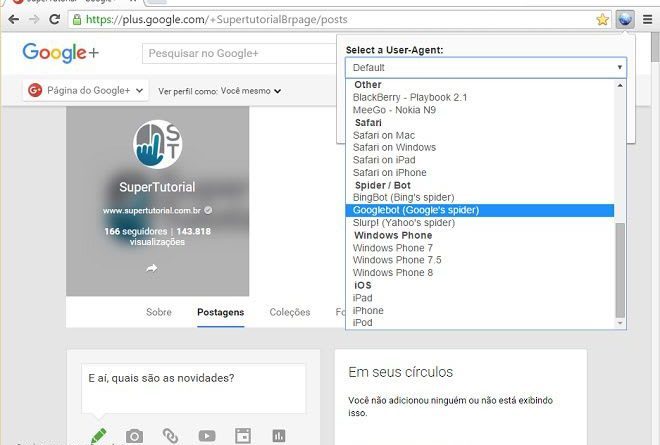 SuperTutorial - Google+
https://plus.google.com/+SupertutorialBrpage/posts
Google+
Pesquisar no Google+
Select a User-Agent:
Default
Other
BlackBerry - Playbook 2.1
MeeGo - Nokia N9
Safari
Safari on Mac
Safari on Windows
Safari on iPad
Safari on iPhone
Spider / Bot
BingBot (Bing's spider)
Googlebot (Google's spider)
Slurp! (Yahoo's spider)
Windows Phone
Windows Phone 7
Windows Phone 7.5
Windows Phone 8
iOS
iPad
iPhone
iPod
Página do Google+
Ver perfil como: Você mesmo
ST
SuperTutorial
www.supertutorial.com.br
166 seguidores | 143.818
visualizações
Sobre Postagens Coleções Fo
E aí, quais são as novidades?
Em seus círculos
Você não adicionou ninguém ou não está exibindo
isso.